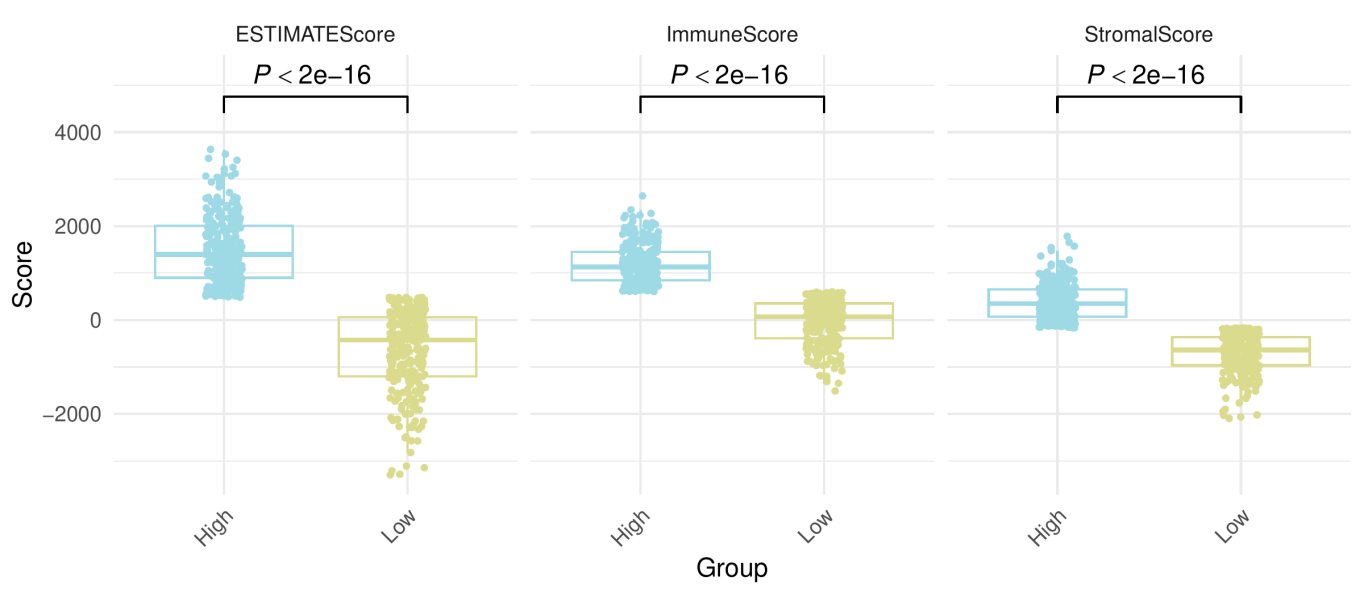 ESTIMATEScore ImmuneScore StromalScore
P < 2e−16 P < 2e−16 P < 2e−16
4000
2000
0
−2000
Score
High Low High Low High Low
Group